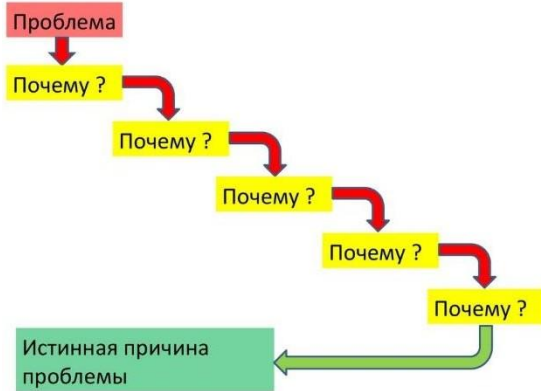 Проблема
Почему ?
Почему ?
Почему ?
Почему ?
Почему ?
Истинная причина
проблемы